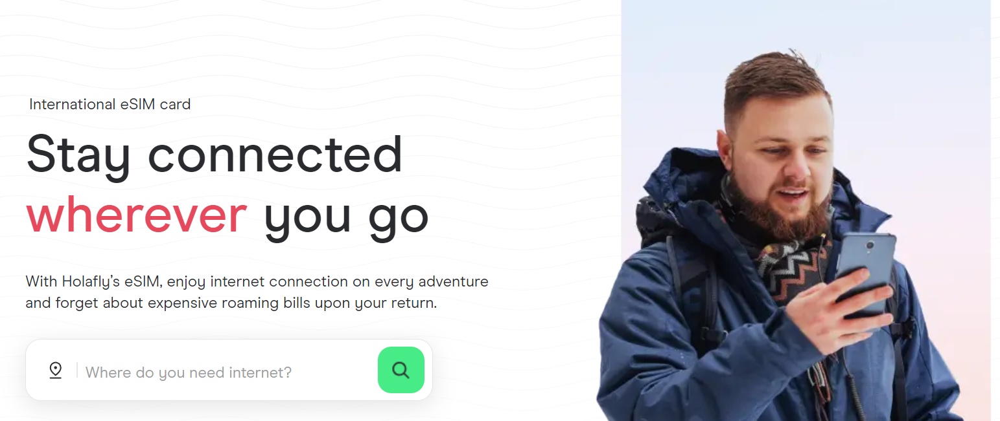 International eSIM card
Stay connected
wherever you go
With Holafly’s eSIM, enjoy internet connection on every adventure
and forget about expensive roaming bills upon your return.
Where do you need internet?